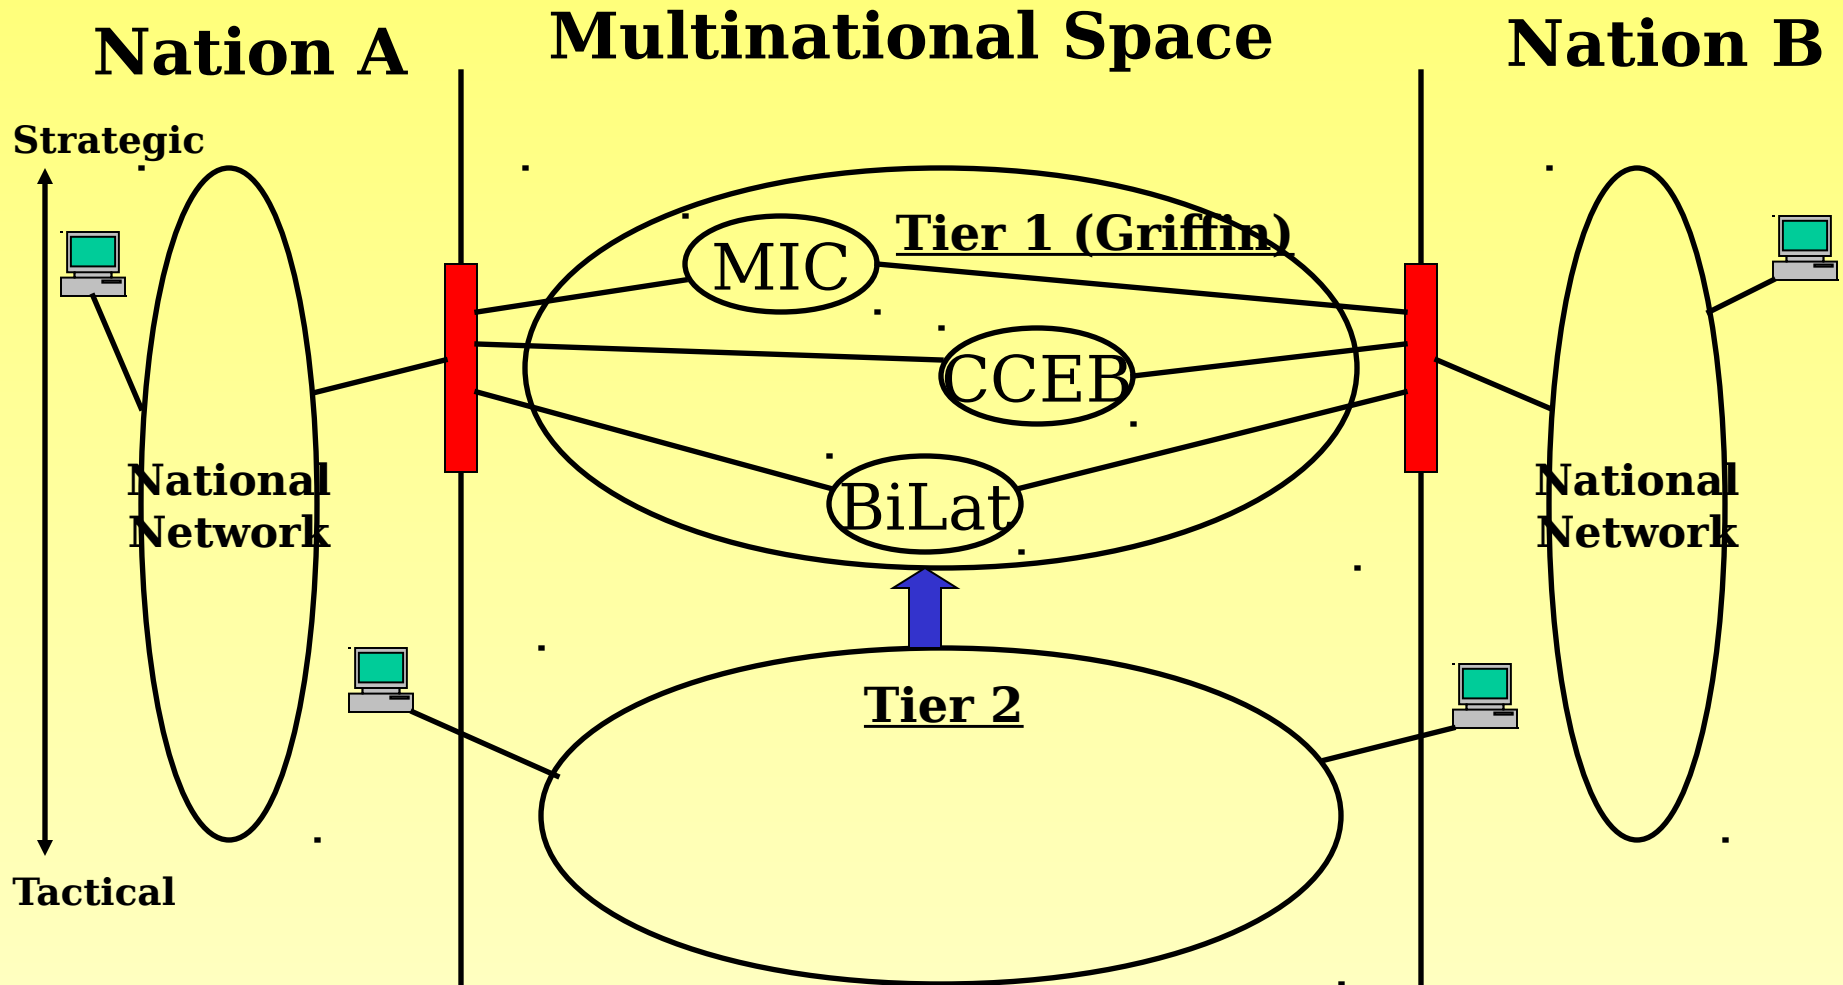 Nation A
Multinational Space
Nation B
Strategic
Tier 1 (Griffin)
MIC
CCEB
National
Network
BiLat
National
Network
Tier 2
Tactical